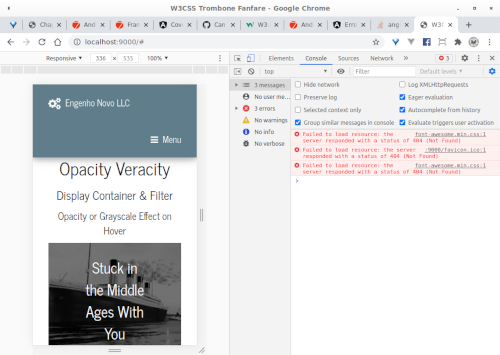 W3CSS Trombone Fanfare - Google Chrome
Cha
And
Fra
Cov
Can
W3
And
Erro
ang
W3
localhost:9000/#
Responsive ▾ 336 × 535 100% ▾
Elements Console Sources » 3
top Filter Default levels ▾
3 messages
No user me...
3 errors
No warnings
No info
No verbose
Hide network
Log XMLHttpRequests
Preserve log
Eager evaluation
Selected context only
Autocomplete from history
Group similar messages in console
Evaluate triggers user activation
Failed to load resource: the font-awesome.min.css:1
server responded with a status of 404 (Not Found)
Failed to load resource: the server :9000/favicon.ico:1
responded with a status of 404 (Not Found)
Failed to load resource: the font-awesome.min.css:1
server responded with a status of 404 (Not Found)
Engenho Novo LLC
Menu
Opacity Veracity
Display Container & Filter
Opacity or Grayscale Effect on
Hover
Stuck in
the Middle
Ages With
You